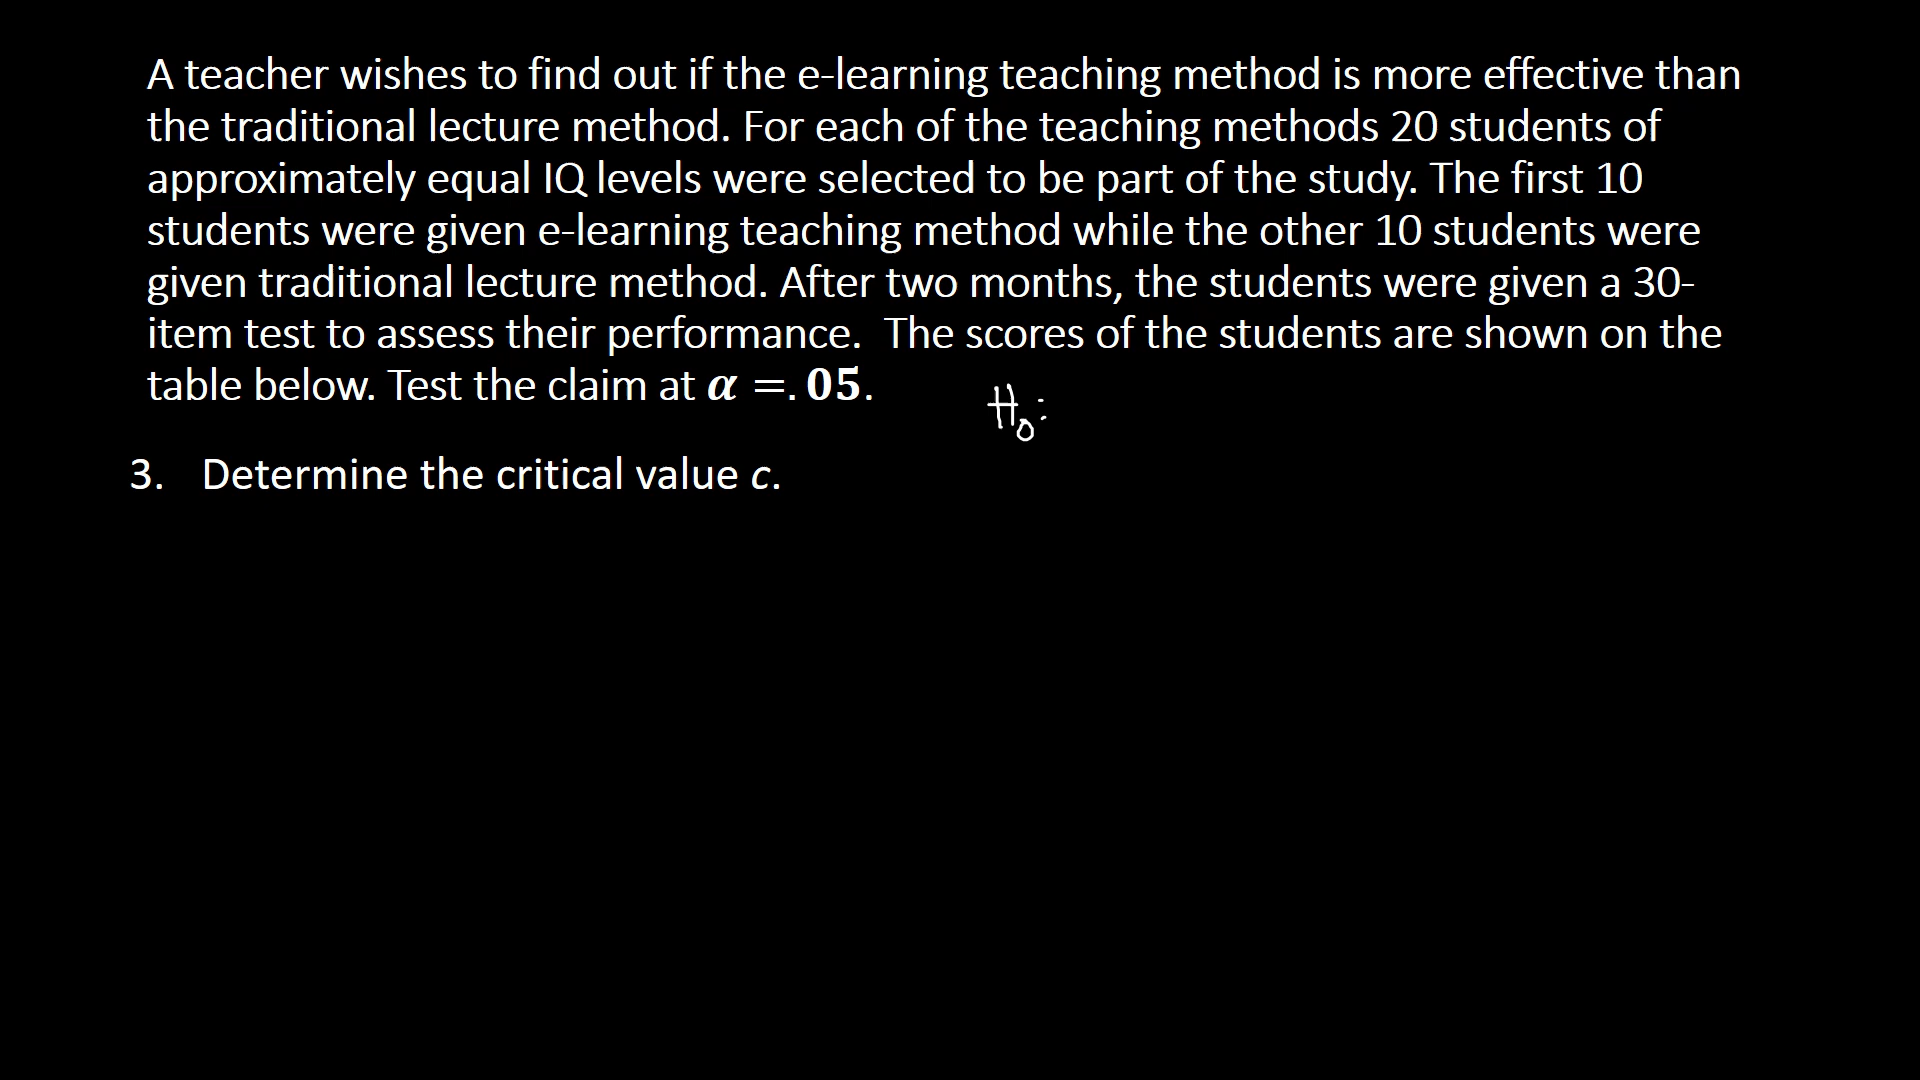 A teacher wishes to find out if the e-learning teaching method is more effective than
the traditional lecture method. For each of the teaching methods 20 students of
approximately equal IQ levels were selected to be part of the study. The first 10
students were given e-learning teaching method while the other 10 students were
given traditional lecture method. After two months, the students were given a 30-
item test to assess their performance.  The scores of the students are shown on the
table below. Test the claim at α =.05.
H₀:
3. Determine the critical value c.